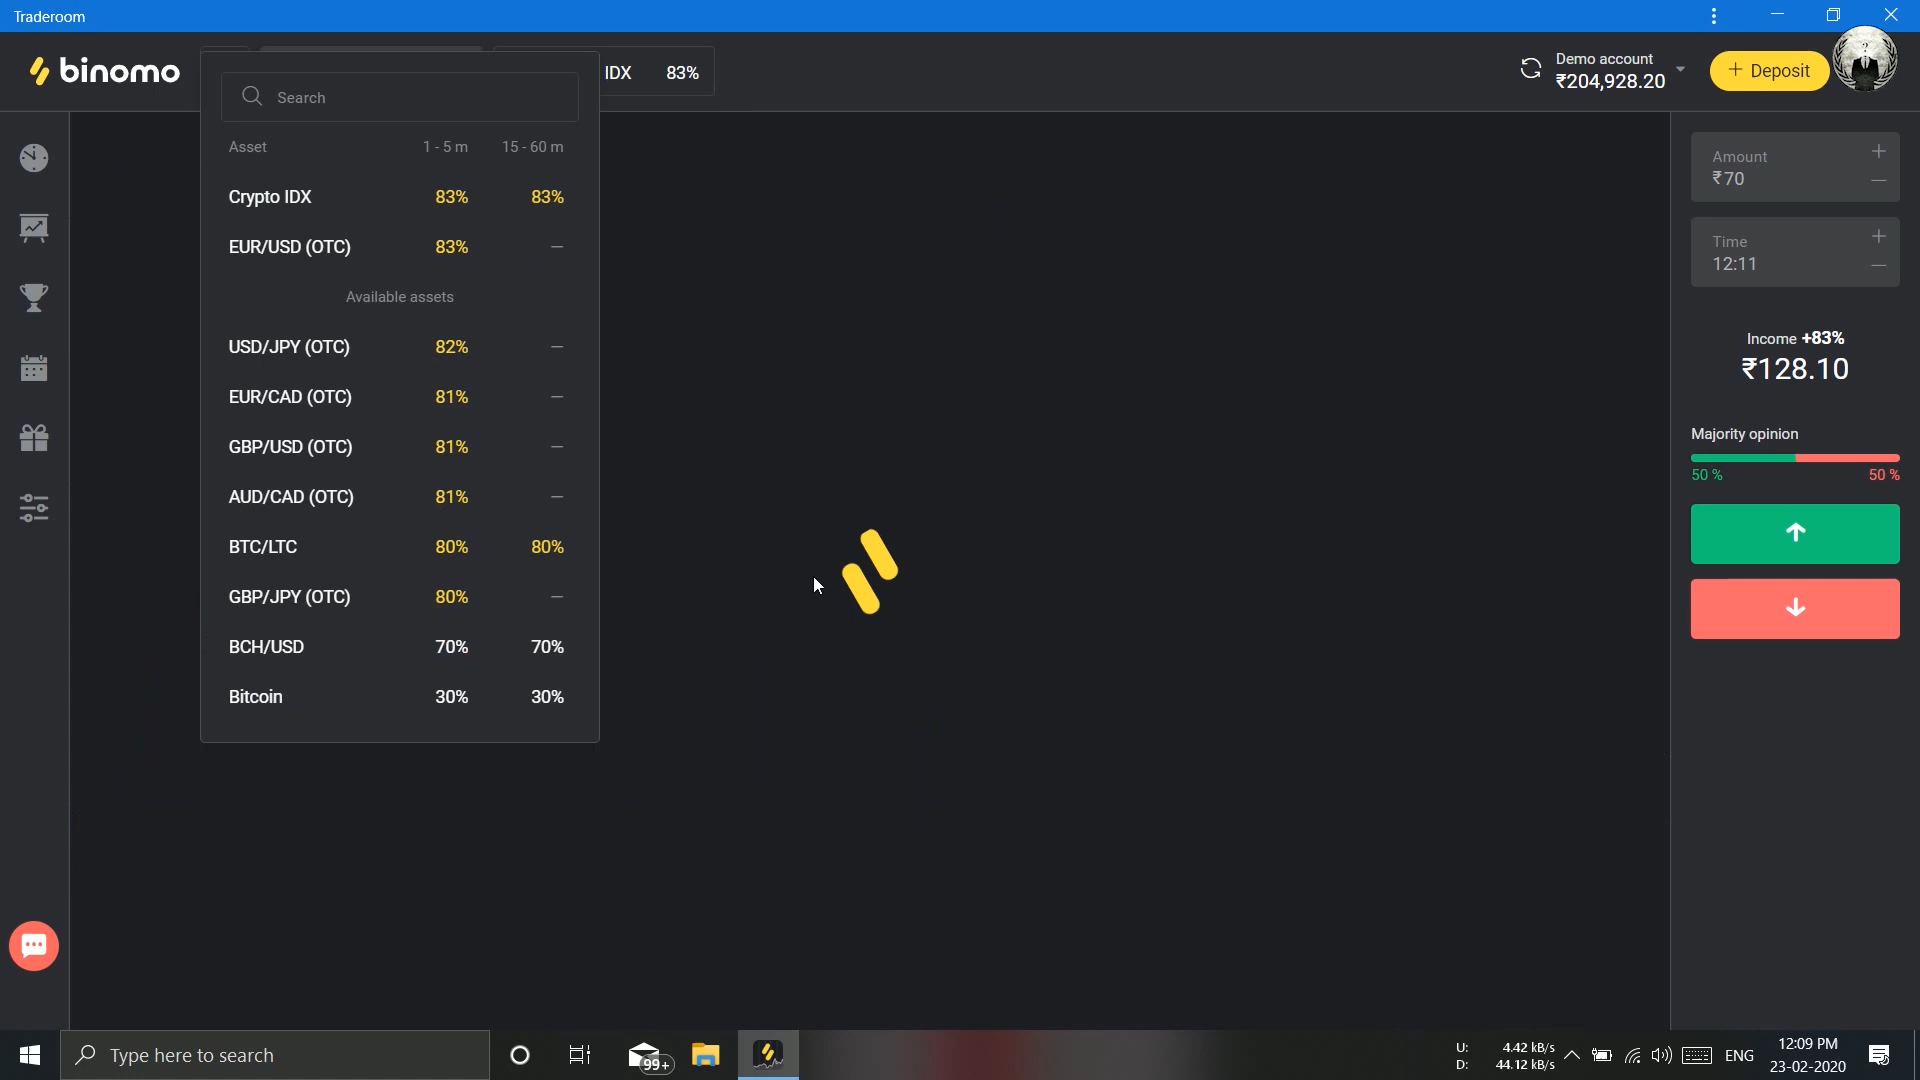 Traderoom
binomo
IDX 83%
Demo account
₹204,928.20
+ Deposit
Search
Asset 1 - 5 m 15 - 60 m
Crypto IDX 83% 83%
EUR/USD (OTC) 83% —
Available assets
USD/JPY (OTC) 82% —
EUR/CAD (OTC) 81% —
GBP/USD (OTC) 81% —
AUD/CAD (OTC) 81% —
BTC/LTC 80% 80%
GBP/JPY (OTC) 80% —
BCH/USD 70% 70%
Bitcoin 30% 30%
Amount
₹70
Time
12:11
Income +83%
₹128.10
Majority opinion
50 % 50 %
Type here to search
99+
U: 4.42 kB/s
D: 44.12 kB/s
ENG
12:09 PM
23-02-2020